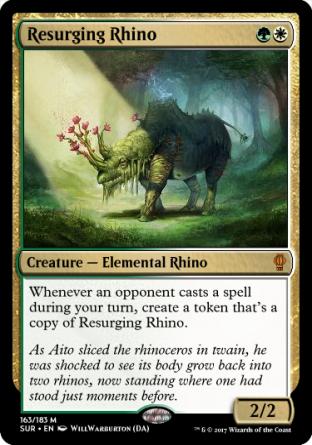 Resurging Rhino
Creature — Elemental Rhino
Whenever an opponent casts a spell
during your turn, create a token that's a
copy of Resurging Rhino.
As Aito sliced the rhinoceros in twain, he
was shocked to see its body grow back into
two rhinos, now standing where one had
stood just moments before.
2/2
163/183 M
SUR • EN WillWarburton (DA)
™ & © 2017 Wizards of the Coast